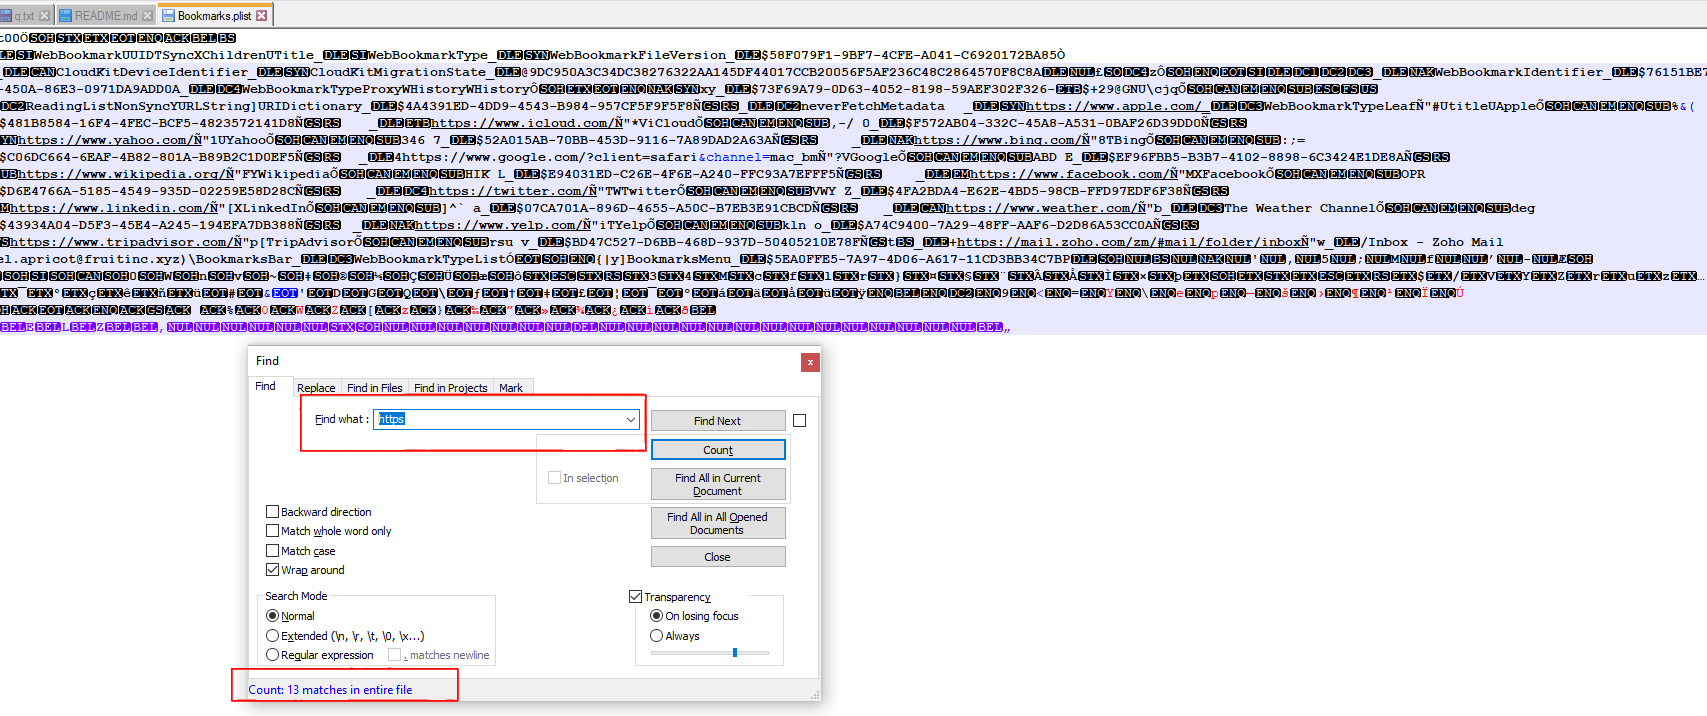 q.txt README.md Bookmarks.plist
t00ÖSOHSTXETXEOTENQACKBELBS
LESIWebBookmarkUUIDTSyncXChildrenUTitle_DLESIWebBookmarkType_DLESYNWebBookmarkFileVersion_DLE$58F079F1-9BF7-4CFE-A041-C6920172BA85Ò
_DLECANCloudKitDeviceIdentifier_DLESYNCloudKitMigrationState_DLE@9DC950A3C34DC38276322AA145DF44017CCB20056F5AF236C48C2864570F8C8ADLENUL£SODC4zÔSOHENQEOTSIDLEDC1DC2DC3_DLENAKWebBookmarkIdentifier_DLE$76151BE7
-450A-86E3-0971DA9ADD0A_DLEDC4WebBookmarkTypeProxyWHistoryWHistoryÔSOHETXEOTENQNAKSYNxy_DLE$73F69A79-0D63-4052-8198-59AEF302F326-ETB$+29@GNU\cjqÕSOHCANEMENQSUBESCFSUS
DC2ReadingListNonSyncYURLString]URIDictionary_DLE$4A4391ED-4DD9-4543-B984-957CF5F9F5F8ÑGSRS_DLEDC2neverFetchMetadata _DLESYNhttps://www.apple.com/_DLEDC3WebBookmarkTypeLeafÑ"#UtitleUAppleÕSOHCANEMENQSUB%&(
$481B8584-16F4-4FEC-BCF5-4823572141D8ÑGSRS _DLEETBhttps://www.icloud.com/Ñ"*ViCloudÕSOHCANEMENQSUB,-/ 0_DLE$F572AB04-332C-45A8-A531-0BAF26D39DD0ÑGSRS
YNhttps://www.yahoo.com/Ñ"1UYahooÕSOHCANEMENQSUB346 7_DLE$52A015AB-70BB-453D-9116-7A89DAD2A63AÑGSRS _DLENAKhttps://www.bing.com/Ñ"8TBingÕSOHCANEMENQSUB:;=
$C06DC664-6EAF-4B82-801A-B89B2C1D0EF5ÑGSRS _DLE4https://www.google.com/?client=safari&channel=mac_bmÑ"?VGoogleÕSOHCANEMENQSUBABD E_DLE$EF96FBB5-B3B7-4102-8898-6C3424E1DE8AÑGSRS
UBhttps://www.wikipedia.org/Ñ"FYWikipediaÕSOHCANEMENQSUBHIK L_DLE$E94031ED-C26E-4F6E-A240-FFC93A7EFFF5ÑGSRS _DLEEMhttps://www.facebook.com/Ñ"MXFacebookÕSOHCANEMENQSUBOPR
$D6E4766A-5185-4549-935D-02259E58D28CÑGSRS _DLEDC4https://twitter.com/Ñ"TWTwitterÕSOHCANEMENQSUBVWY Z_DLE$4FA2BDA4-E62E-4BD5-98CB-FFD97EDF6F38ÑGSRS
Mhttps://www.linkedin.com/Ñ"[XLinkedInÕSOHCANEMENQSUB]^` a_DLE$07CA701A-896D-4655-A50C-B7EB3E91CBCDÑGSRS _DLECANhttps://www.weather.com/Ñ"b_DLEDC3The Weather ChannelÕSOHCANEMENQSUBdeg
$43934A04-D5F3-45E4-A245-194EFA7DB388ÑGSRS _DLENAKhttps://www.yelp.com/Ñ"iTYelpÕSOHCANEMENQSUBkln o_DLE$A74C9400-7A29-48FF-AAF6-D2D86A53CC0AÑGSRS
Shttps://www.tripadvisor.com/Ñ"p[TripAdvisorÕSOHCANEMENQSUBrsu v_DLE$BD47C527-D6BB-468D-937D-50405210E78FÑGStBS_DLE+https://mail.zoho.com/zm/#mail/folder/inboxÑ"w_DLE/Inbox - Zoho Mail
el.apricot@fruitinc.xyz)\BookmarksBar_DLEDC3WebBookmarkTypeListÓEOTSOHENQ{|y]BookmarksMenu_DLE$5EA0FFE5-7A97-4D06-A617-11CD3BB34C7BP
Find
Find Replace Find in Files Find in Projects Mark
Find what : https
Find Next
Count
In selection
Find All in Current
Document
Find All in All Opened
Documents
Close
Backward direction
Match whole word only
Match case
Wrap around
Search Mode
Normal
Extended (\n, \r, \t, \0, \x...)
Regular expression . matches newline
Transparency
On losing focus
Always
Count: 13 matches in entire file